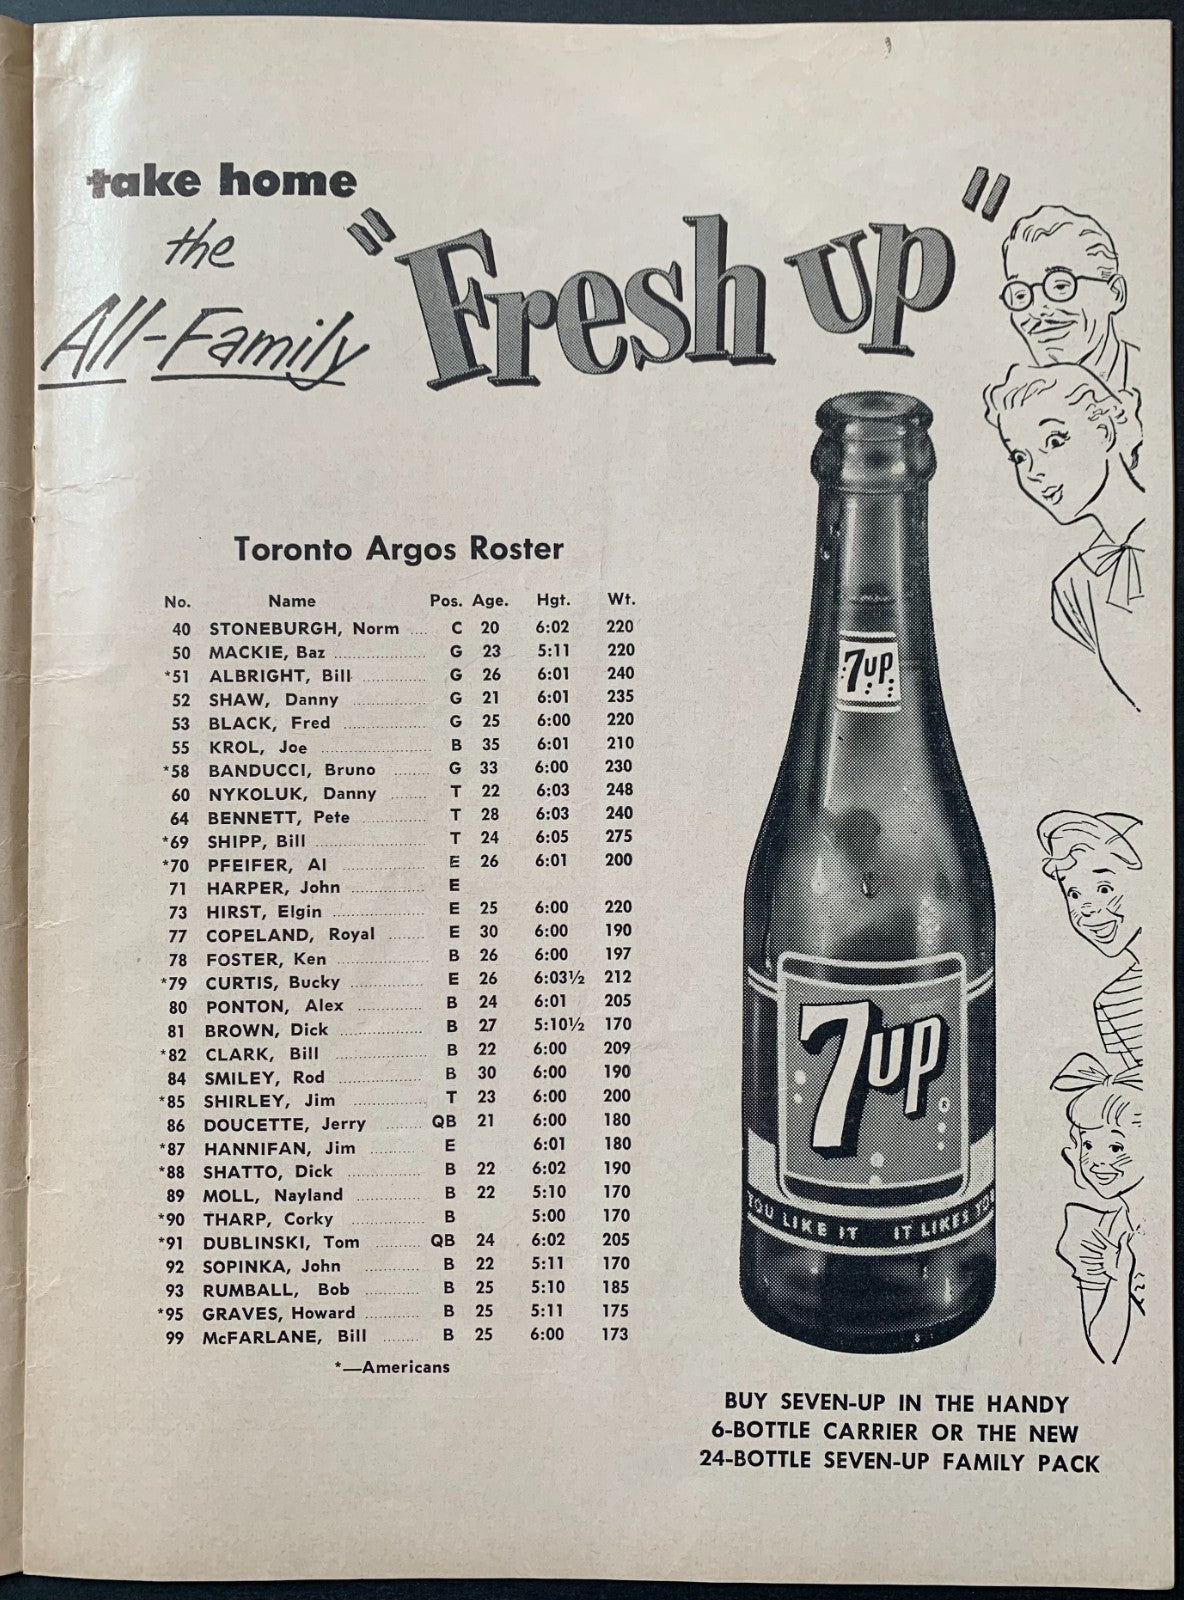 take home
the
All-Family
"Fresh up"
Toronto Argos Roster
No. Name Pos. Age. Hgt. Wt.
40 STONEBURGH, Norm .... C 20 6:02 220
50 MACKIE, Baz .... G 23 5:11 220
*51 ALBRIGHT, Bill .... G 26 6:01 240
52 SHAW, Danny .... G 21 6:01 235
53 BLACK, Fred .... G 25 6:00 220
55 KROL, Joe .... B 35 6:01 210
*58 BANDUCCI, Bruno .... G 33 6:00 230
60 NYKOLUK, Danny .... T 22 6:03 248
64 BENNETT, Pete .... T 28 6:03 240
*69 SHIPP, Bill .... T 24 6:05 275
*70 PFEIFER, Al .... E 26 6:01 200
71 HARPER, John .... E
73 HIRST, Elgin .... E 25 6:00 220
77 COPELAND, Royal .... E 30 6:00 190
78 FOSTER, Ken .... B 26 6:00 197
*79 CURTIS, Bucky .... E 26 6:03½ 212
80 PONTON, Alex .... B 24 6:01 205
81 BROWN, Dick .... B 27 5:10½ 170
*82 CLARK, Bill .... B 22 6:00 209
84 SMILEY, Rod .... B 30 6:00 190
*85 SHIRLEY, Jim .... T 23 6:00 200
86 DOUCETTE, Jerry .... QB 21 6:00 180
*87 HANNIFAN, Jim .... E 6:01 180
*88 SHATTO, Dick .... B 22 6:02 190
89 MOLL, Nayland .... B 22 5:10 170
*90 THARP, Corky .... B 5:00 170
*91 DUBLINSKI, Tom .... QB 24 6:02 205
92 SOPINKA, John .... B 22 5:11 170
93 RUMBALL, Bob .... B 25 5:10 185
*95 GRAVES, Howard .... B 25 5:11 175
99 McFARLANE, Bill .... B 25 6:00 173
*—Americans
7up
7up
YOU LIKE IT IT LIKES YOU
BUY SEVEN-UP IN THE HANDY
6-BOTTLE CARRIER OR THE NEW
24-BOTTLE SEVEN-UP FAMILY PACK